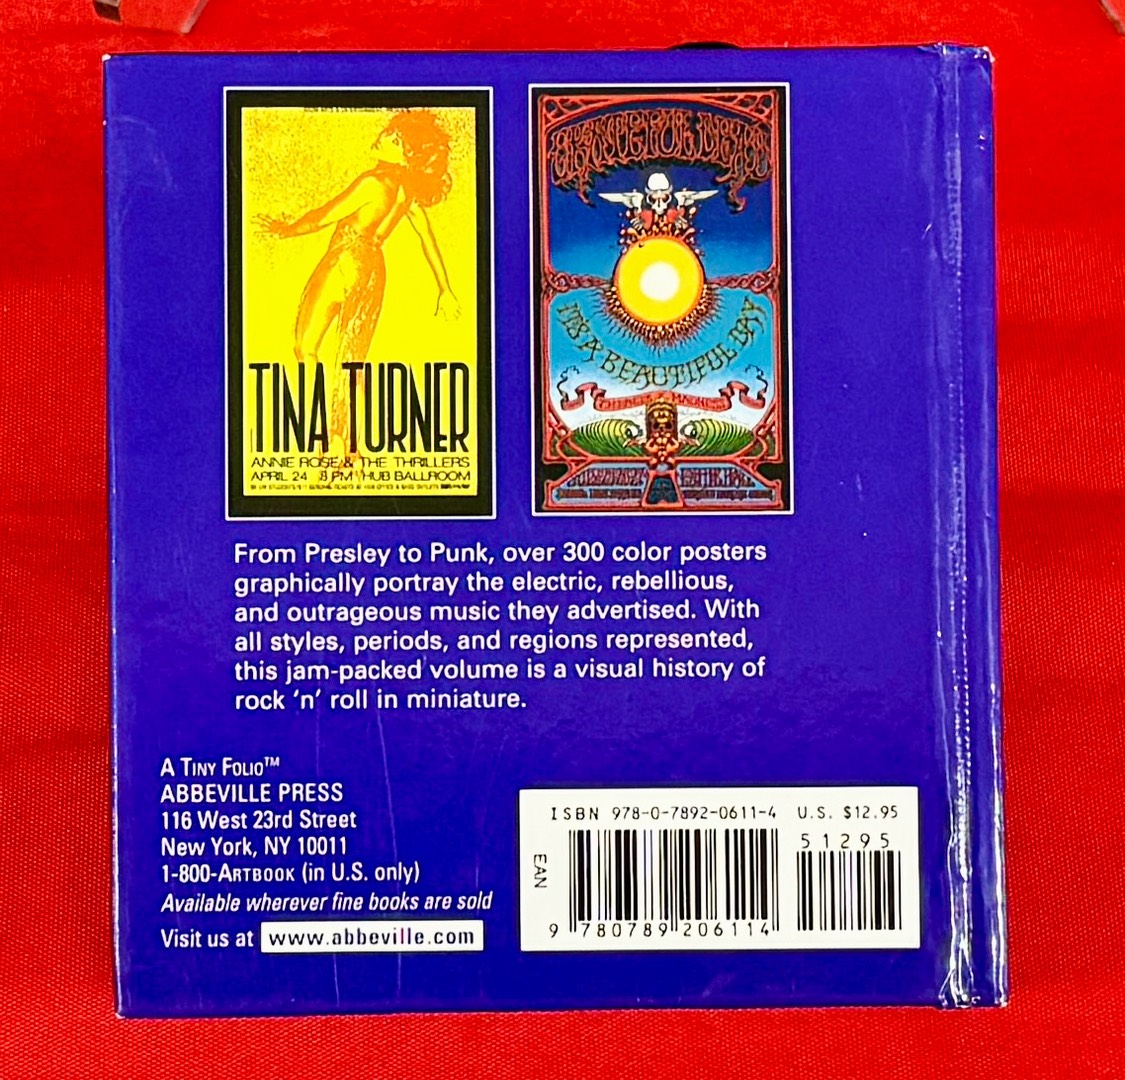 TINA TURNER
ANNIE ROSE & THE THRILLERS
APRIL 24 8 PM HUB BALLROOM
GRATEFUL DEAD
IT'S A BEAUTIFUL DAY
From Presley to Punk, over 300 color posters
graphically portray the electric, rebellious,
and outrageous music they advertised. With
all styles, periods, and regions represented,
this jam-packed volume is a visual history of
rock ‘n’ roll in miniature.
A TINY FOLIO™
ABBEVILLE PRESS
116 West 23rd Street
New York, NY 10011
1-800-ARTBOOK (in U.S. only)
Available wherever fine books are sold
Visit us at www.abbeville.com
ISBN 978-0-7892-0611-4 U.S. $12.95
51295
EAN
9 780789 206114